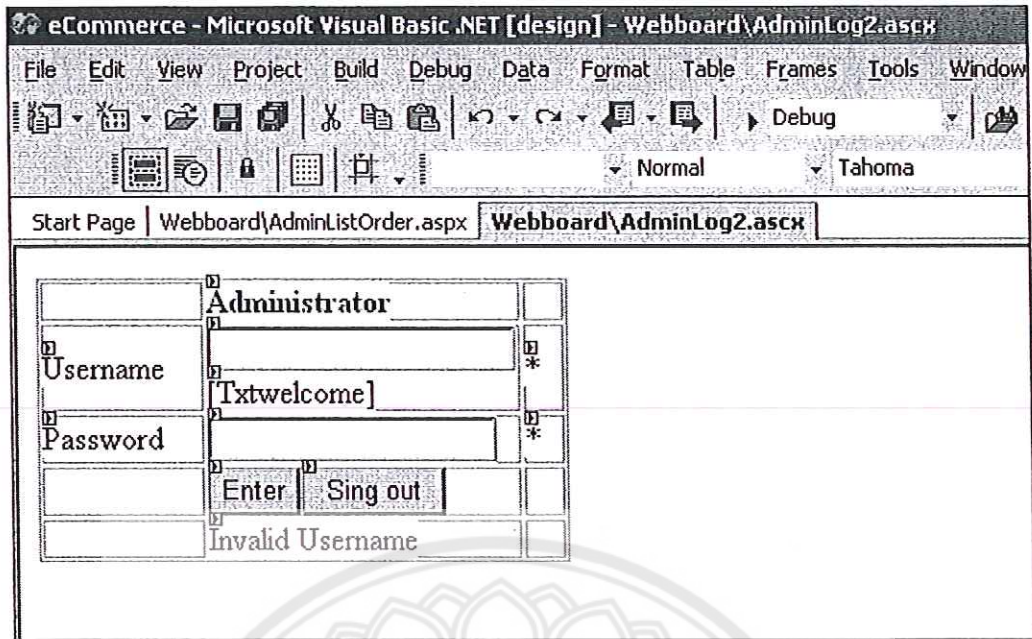 eCommerce - Microsoft Visual Basic .NET [design] - Webboard\AdminLog2.ascx
File Edit View Project Build Debug Data Format Table Frames Tools Window
Debug
Normal Tahoma
Start Page Webboard\AdminListOrder.aspx Webboard\AdminLog2.ascx
Administrator
Username *
[Txtwelcome]
Password *
Enter Sing out
Invalid Username